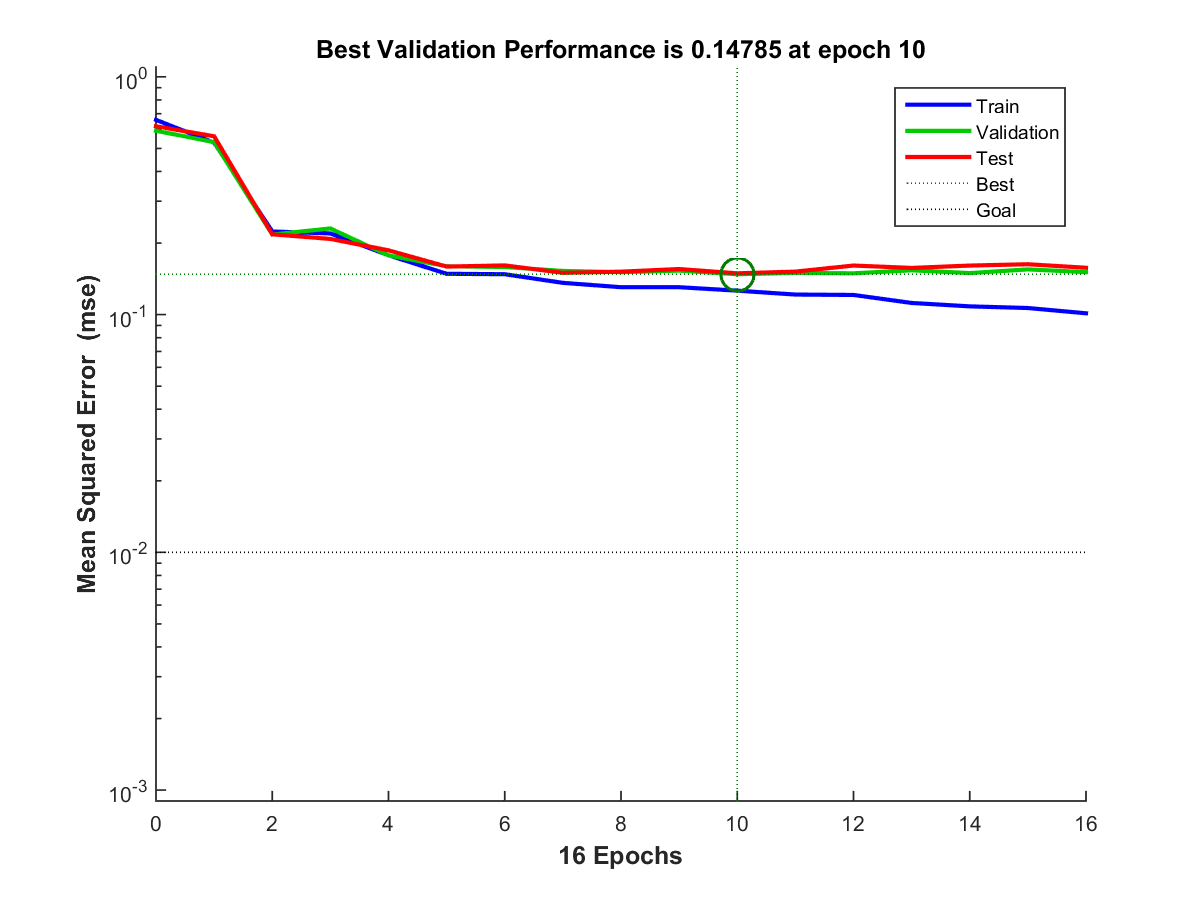 Best Validation Performance is 0.14785 at epoch 10
10^0
Train
Validation
Test
Best
Goal
Mean Squared Error (mse)
10^-1
10^-2
10^-3
0 2 4 6 8 10 12 14 16
16 Epochs